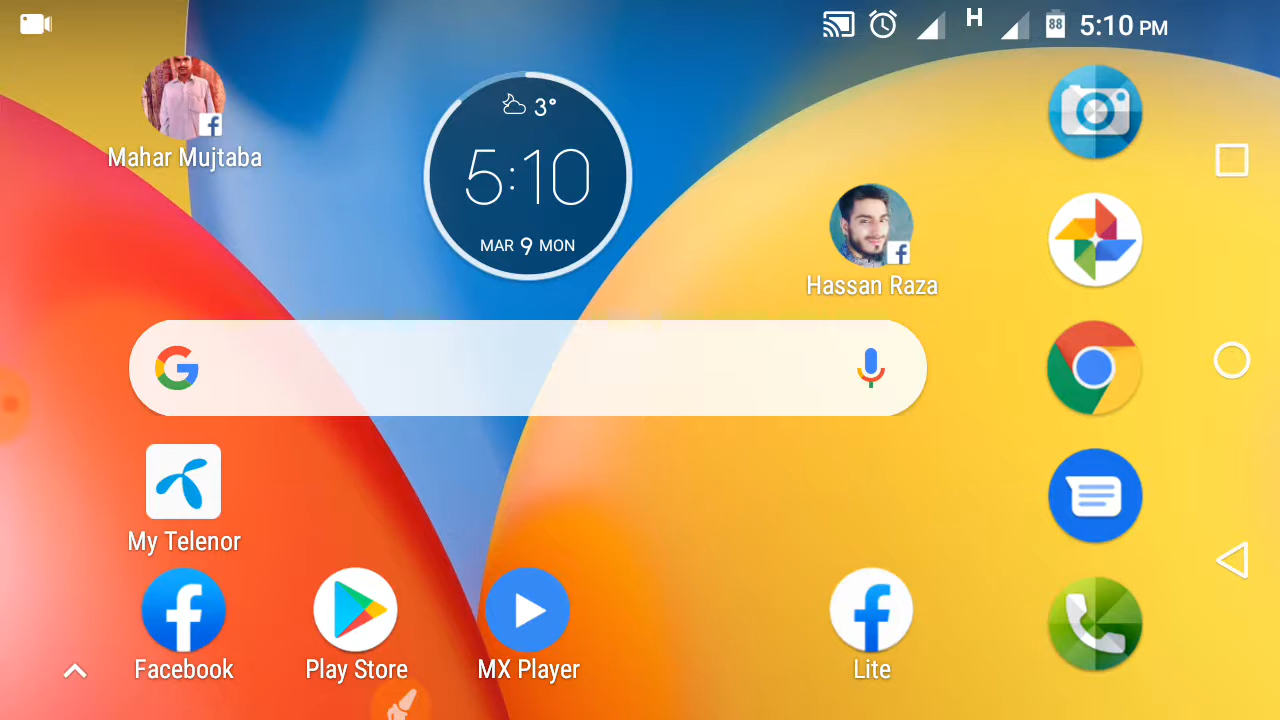 H
88
5:10 PM
Mahar Mujtaba
3°
5:10
MAR 9 MON
Hassan Raza
My Telenor
Facebook
Play Store
MX Player
Lite